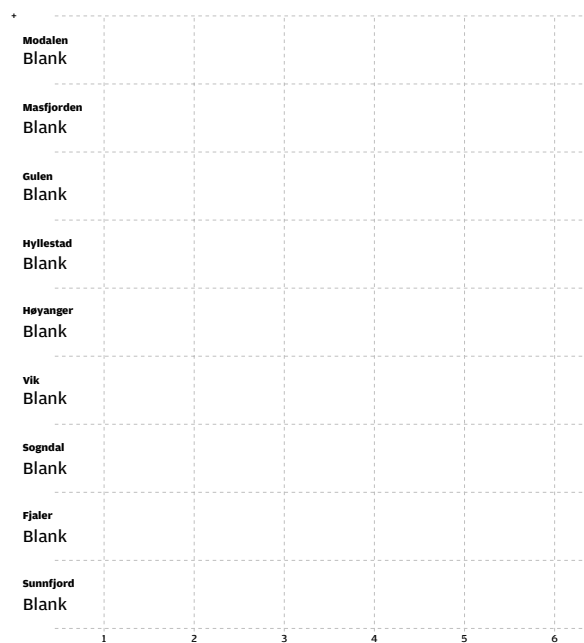 +
Modalen
Blank
Masfjorden
Blank
Gulen
Blank
Hyllestad
Blank
Høyanger
Blank
Vik
Blank
Sogndal
Blank
Fjaler
Blank
Sunnfjord
Blank
1 2 3 4 5 6